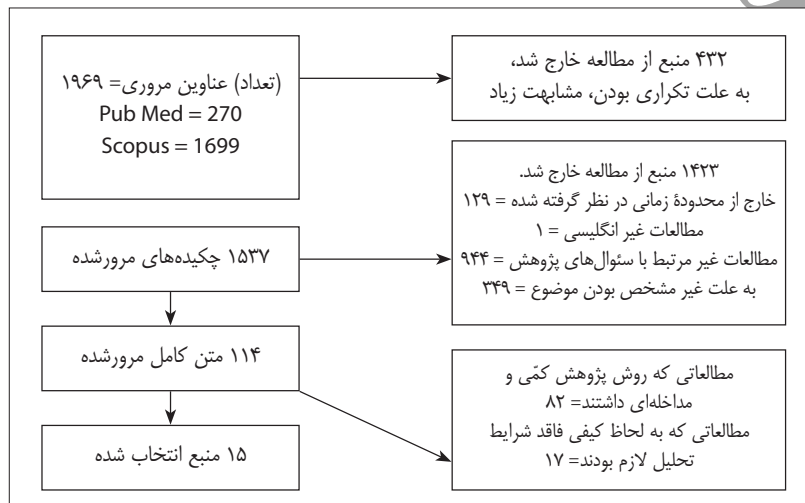 (تعداد) عناوین مروری= ۱۹۶۹
Pub Med = 270
Scopus = 1699
۴۳۲ منبع از مطالعه خارج شد،
به علت تکراری بودن، مشابهت زیاد
۱۴۲۳ منبع از مطالعه خارج شد.
خارج از محدودۀ زمانی در نظر گرفته شده = ۱۲۹
مطالعات غیر انگلیسی = ۱
مطالعات غیر مرتبط با سئوال‌های پژوهش = ۹۴۴
به علت غیر مشخص بودن موضوع = ۳۴۹
۱۵۳۷ چکیده‌های مرورشده
۱۱۴ متن کامل مرورشده
مطالعاتی که روش پژوهش کمّی و
مداخله‌ای داشتند= ۸۲
مطالعاتی که به لحاظ کیفی فاقد شرایط
تحلیل لازم بودند= ۱۷
۱۵ منبع انتخاب شده